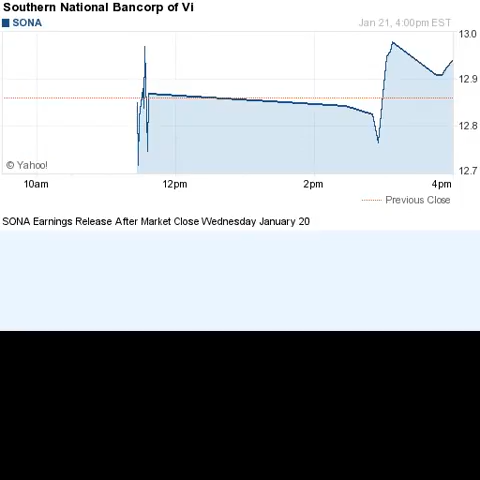 Southern National Bancorp of Vi
SONA
Jan 21, 4:00pm EST
13.0
12.9
12.8
12.7
© Yahoo!
10am 12pm 2pm 4pm
Previous Close
SONA Earnings Release After Market Close Wednesday January 20